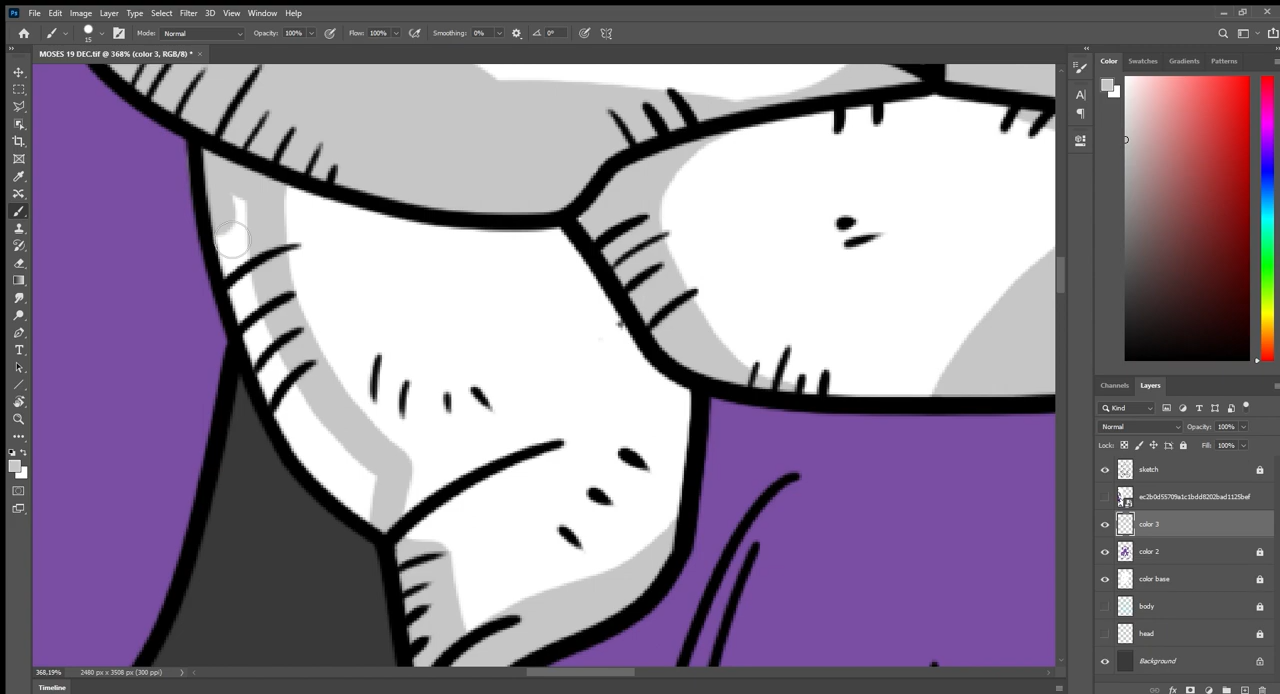 Ps File Edit Image Layer Type Select Filter 3D View Window Help
15 Mode: Normal Opacity: 100% Flow: 100% Smoothing: 0% 0°
MOSES 19 DEC.tif @ 368% (color 3, RGB/8) * ×
Color Swatches Gradients Patterns
Channels Layers
Kind
Normal Opacity: 100%
Lock: Fill: 100%
sketch
ec2b0d55709a1c1bdd8202bad1125bef
color 3
color 2
color base
body
head
Background
368,19% 2480 px x 3508 px (300 ppi)
Timeline
fx